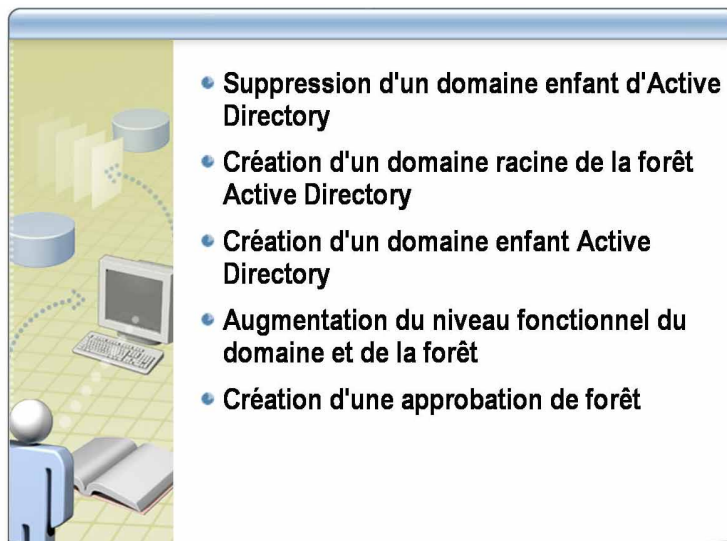 Suppression d'un domaine enfant d'Active
Directory
Création d'un domaine racine de la forêt
Active Directory
Création d'un domaine enfant Active
Directory
Augmentation du niveau fonctionnel du
domaine et de la forêt
Création d'une approbation de forêt